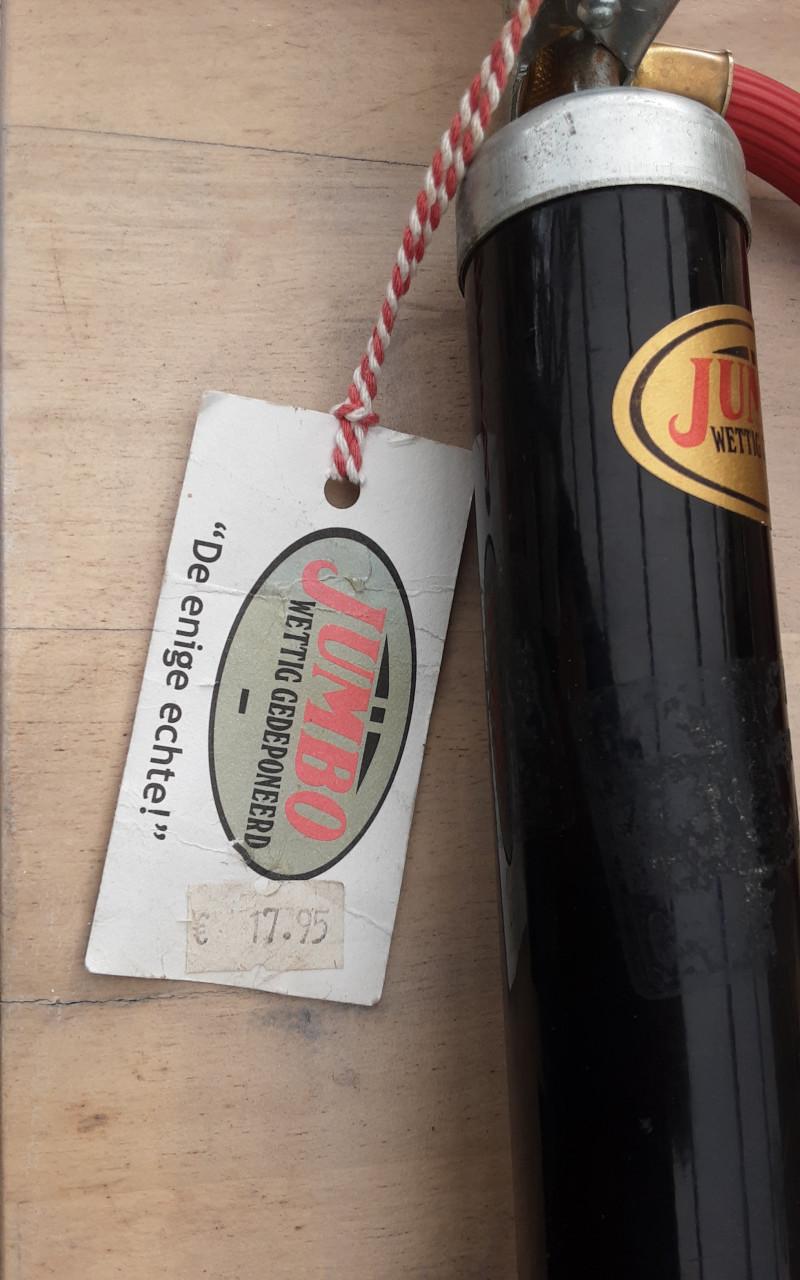 JUMBO
WETTIG GEDEPONEERD
"De enige echte!"
€ 17.95
JUM
WETTIG